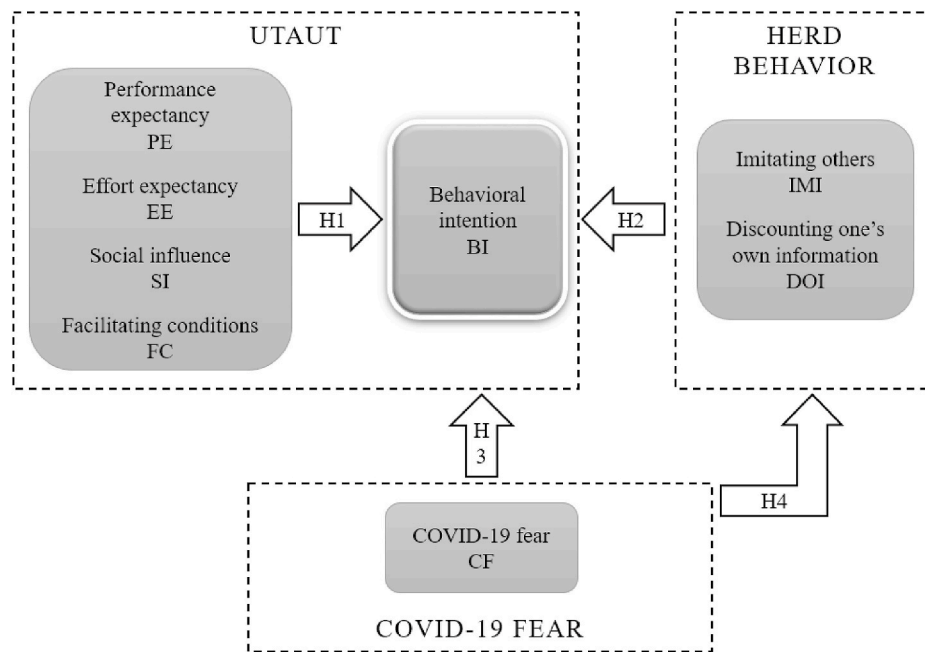 UTAUT
Performance
expectancy
PE
Effort expectancy
EE
Social influence
SI
Facilitating conditions
FC
H1
Behavioral
intention
BI
H2
HERD
BEHAVIOR
Imitating others
IMI
Discounting one’s
own information
DOI
H
3
H4
COVID-19 fear
CF
COVID-19 FEAR